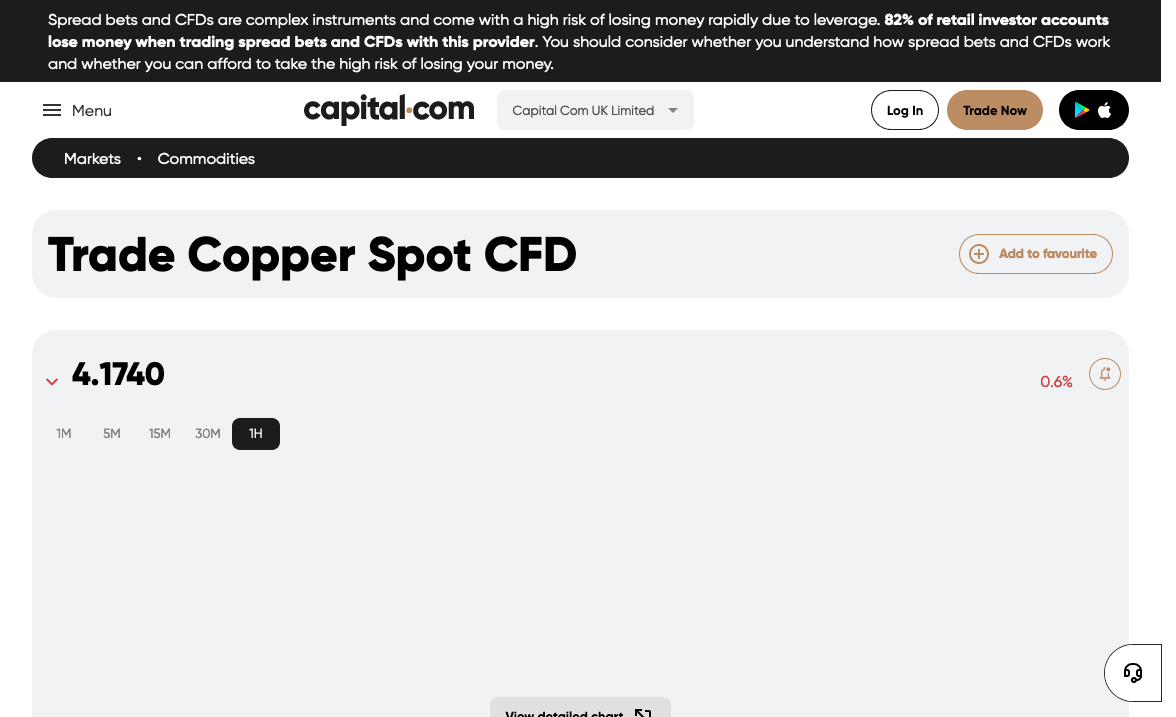 Spread bets and CFDs are complex instruments and come with a high risk of losing money rapidly due to leverage. 82% of retail investor accounts
lose money when trading spread bets and CFDs with this provider. You should consider whether you understand how spread bets and CFDs work
and whether you can afford to take the high risk of losing your money.
Menu
capital.com
Capital Com UK Limited
Log In
Trade Now
Markets • Commodities
Trade Copper Spot CFD
Add to favourite
4.1740
0.6%
1M 5M 15M 30M 1H
View detailed chart